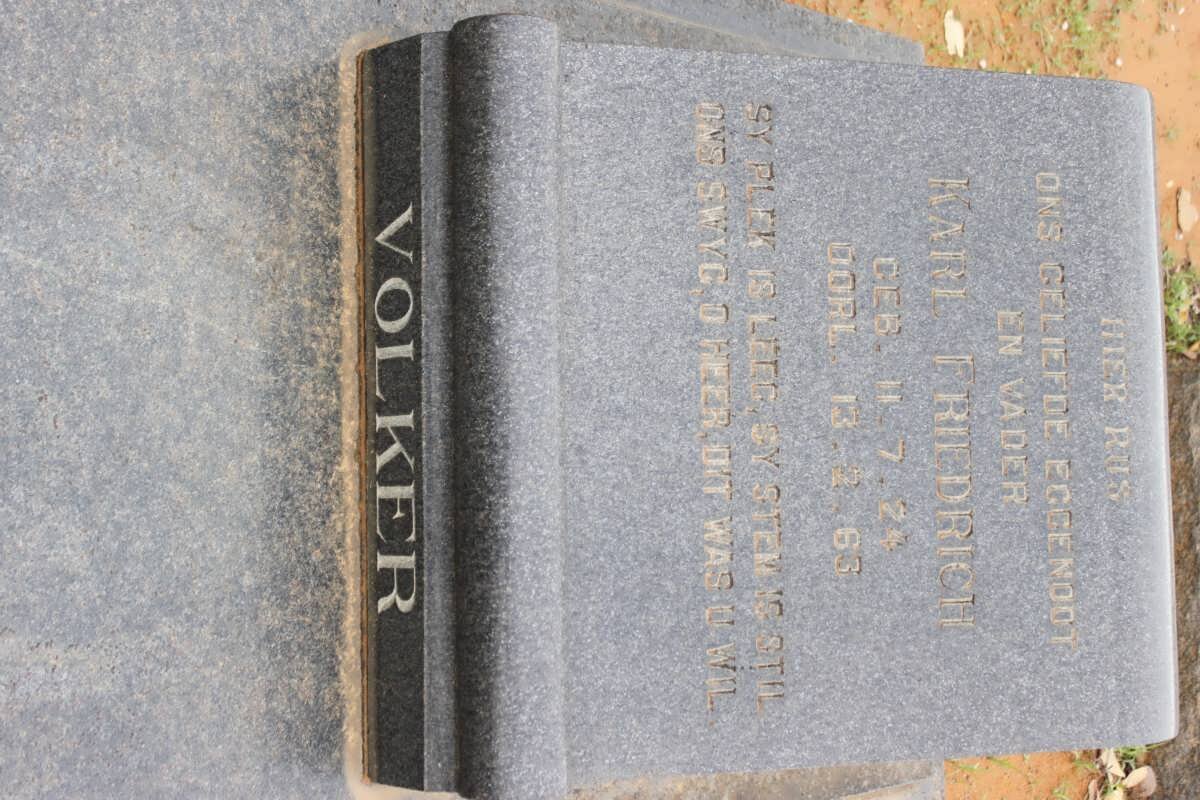 HIER RUS
ONS GELIEFDE EGGENOOT
EN VADER
KARL FRIEDRICH
GEB. 11.7.24
OORL. 13.2.63
SY PLEK IS LEEG, SY STEM IS STIL
ONS SWYG, O HEER, DIT WAS U WIL.
VOLKER